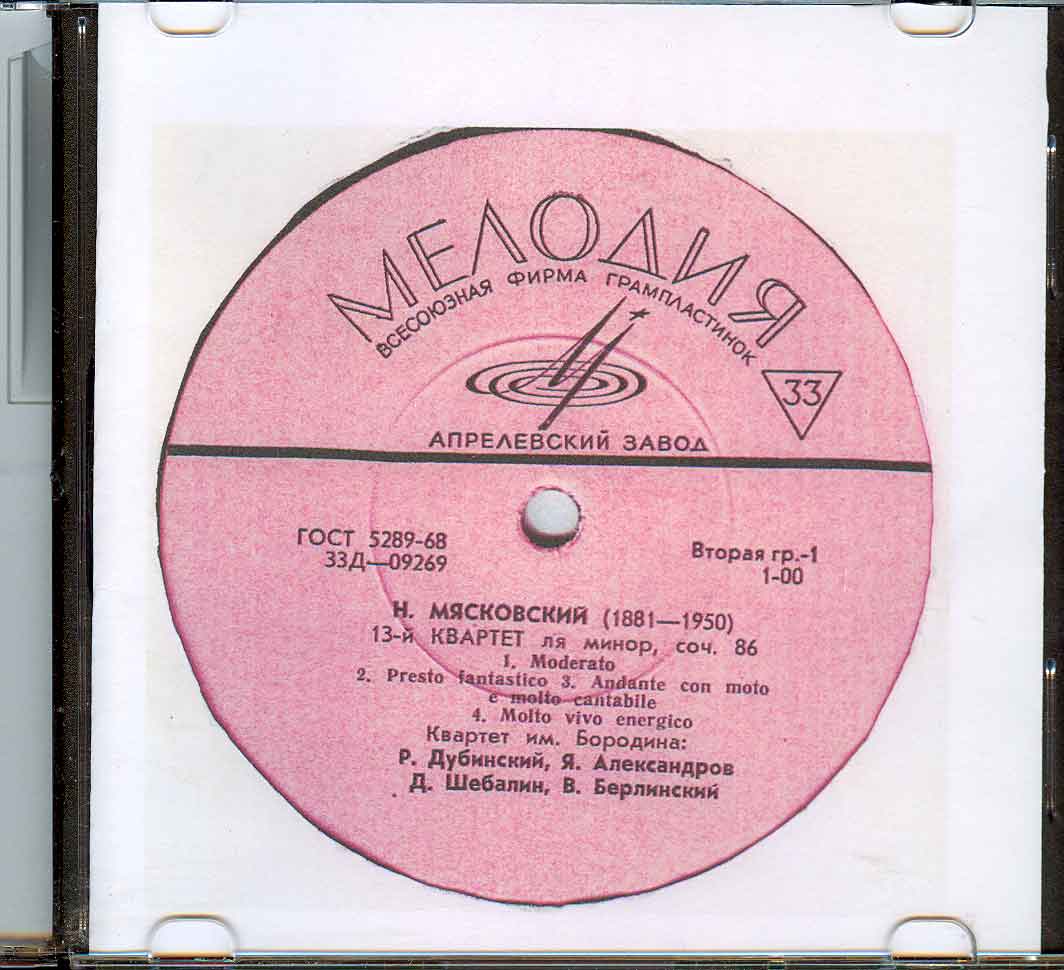 МЕЛОДИЯ
ВСЕСОЮЗНАЯ ФИРМА ГРАМПЛАСТИНОК
33
АПРЕЛЕВСКИЙ ЗАВОД
ГОСТ 5289-68
33Д—09269
Вторая гр.-1
1-00
Н. МЯСКОВСКИЙ (1881—1950)
13-й КВАРТЕТ ля минор, соч. 86
1. Moderato
2. Presto fantastico 3. Andante con moto
e molto cantabile
4. Molto vivo energico
Квартет им. Бородина:
Р. Дубинский, Я. Александров
Д. Шебалин, В. Берлинский